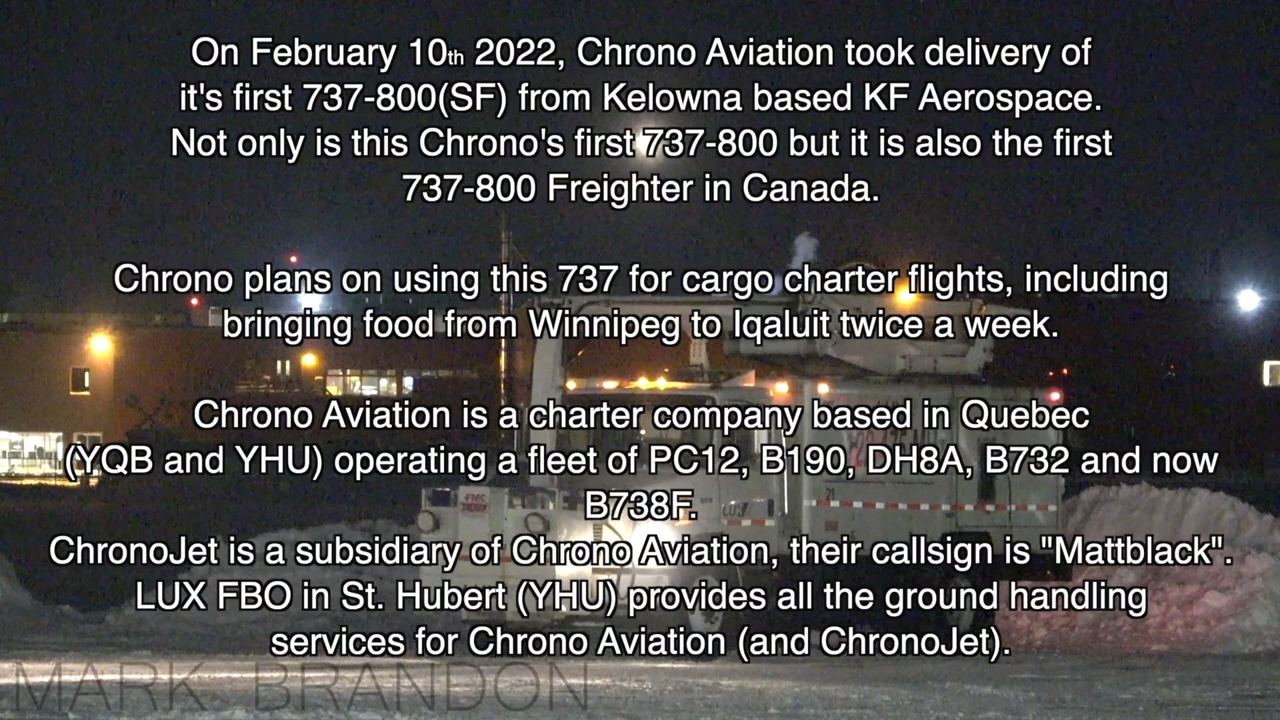 On February 10th 2022, Chrono Aviation took delivery of
it's first 737-800(SF) from Kelowna based KF Aerospace.
Not only is this Chrono's first 737-800 but it is also the first
737-800 Freighter in Canada.
Chrono plans on using this 737 for cargo charter flights, including
bringing food from Winnipeg to Iqaluit twice a week.
Chrono Aviation is a charter company based in Quebec
(YQB and YHU) operating a fleet of PC12, B190, DH8A, B732 and now
B738F.
ChronoJet is a subsidiary of Chrono Aviation, their callsign is "Mattblack".
LUX FBO in St. Hubert (YHU) provides all the ground handling
services for Chrono Aviation (and ChronoJet).
FMC
LUX
21
MARK BRANDON